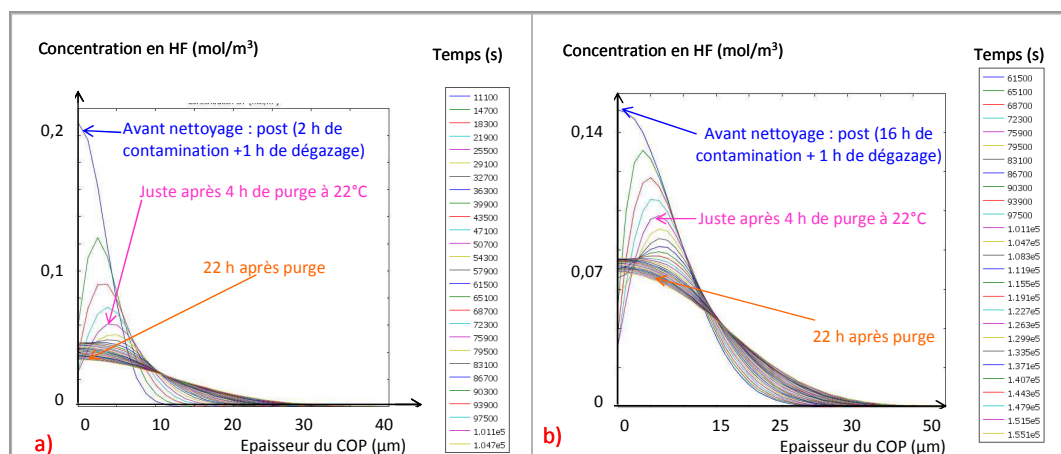 Concentration en HF (mol/m³)
Temps (s)
0,2
Avant nettoyage : post (2 h de
contamination +1 h de dégazage)
Juste après 4 h de purge à 22°C
0,1
22 h après purge
0
0
10
20
30
40
a)
Epaisseur du COP (µm)
11100
14700
18300
21900
25500
29100
32700
36300
39900
43500
47100
50700
54300
57900
61500
65100
68700
72300
75900
79500
83100
86700
90300
93900
97500
1.011e5
1.047e5
Concentration en HF (mol/m³)
Temps (s)
0,14
Avant nettoyage : post (16 h de
contamination + 1 h de dégazage)
Juste après 4 h de purge à 22°C
0,07
22 h après purge
0
0
15
20
30
50
b)
Epaisseur du COP (µm)
61500
65100
68700
72300
75900
79500
83100
86700
90300
93900
97500
1.011e5
1.047e5
1.083e5
1.119e5
1.155e5
1.191e5
1.227e5
1.263e5
1.299e5
1.335e5
1.371e5
1.407e5
1.443e5
1.479e5
1.515e5
1.551e5